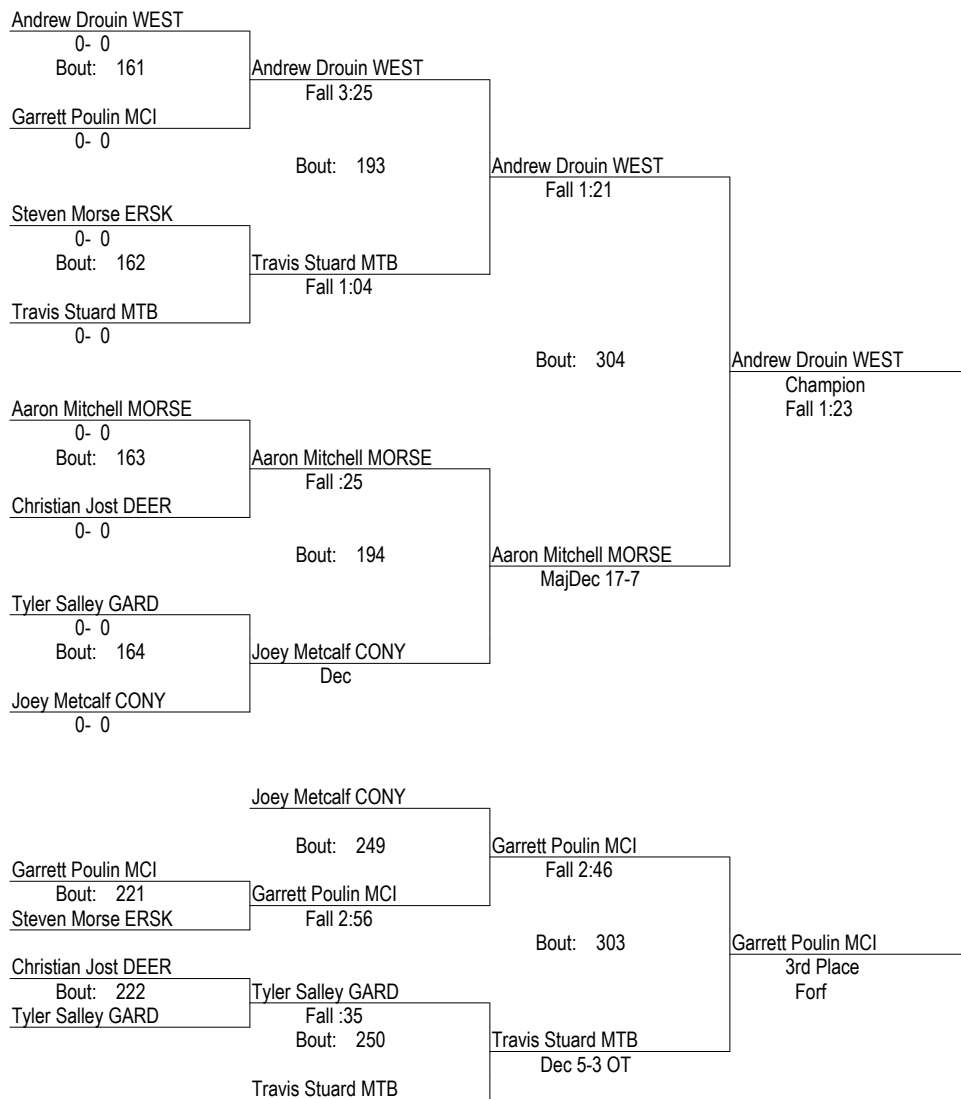 Andrew Drouin WEST
0- 0
Bout: 161
Andrew Drouin WEST
Fall 3:25
Garrett Poulin MCI
0- 0
Bout: 193
Andrew Drouin WEST
Fall 1:21
Steven Morse ERSK
0- 0
Bout: 162
Travis Stuard MTB
Fall 1:04
Travis Stuard MTB
0- 0
Bout: 304
Andrew Drouin WEST
Champion
Fall 1:23
Aaron Mitchell MORSE
0- 0
Bout: 163
Aaron Mitchell MORSE
Fall :25
Christian Jost DEER
0- 0
Bout: 194
Aaron Mitchell MORSE
MajDec 17-7
Tyler Salley GARD
0- 0
Bout: 164
Joey Metcalf CONY
Dec
Joey Metcalf CONY
0- 0
Joey Metcalf CONY
Bout: 249
Garrett Poulin MCI
Fall 2:46
Garrett Poulin MCI
Bout: 221
Garrett Poulin MCI
Fall 2:56
Steven Morse ERSK
Bout: 303
Garrett Poulin MCI
3rd Place
Forf
Christian Jost DEER
Bout: 222
Tyler Salley GARD
Fall :35
Tyler Salley GARD
Bout: 250
Travis Stuard MTB
Dec 5-3 OT
Travis Stuard MTB